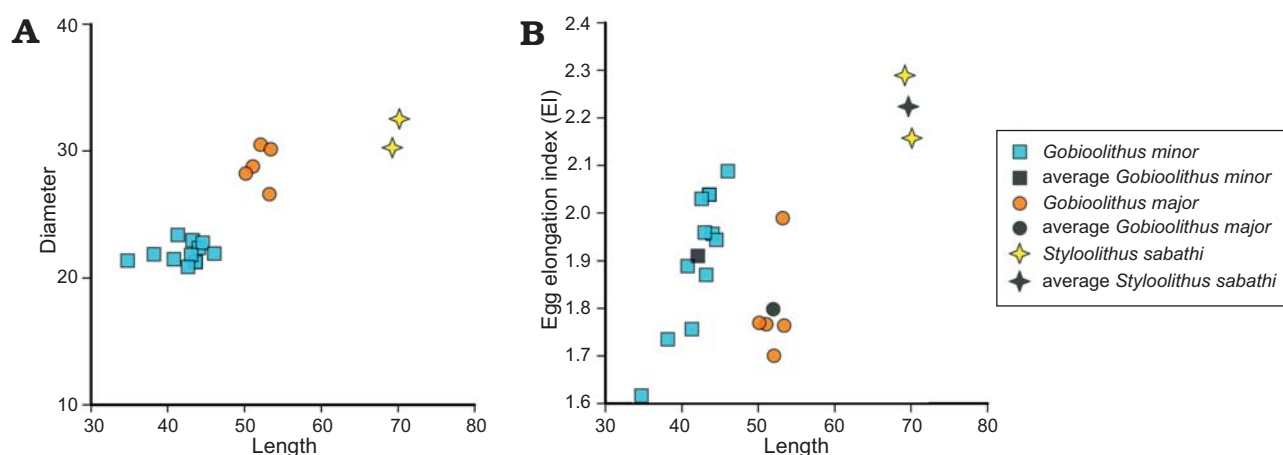 A
Diameter
40
30
20
10
30
40
50
60
70
80
Length
B
Egg elongation index (EI)
2.4
2.3
2.2
2.1
2.0
1.9
1.8
1.7
1.6
30
40
50
60
70
80
Length
Gobioolithus minor
average Gobioolithus minor
Gobioolithus major
average Gobioolithus major
Styloolithus sabathi
average Styloolithus sabathi